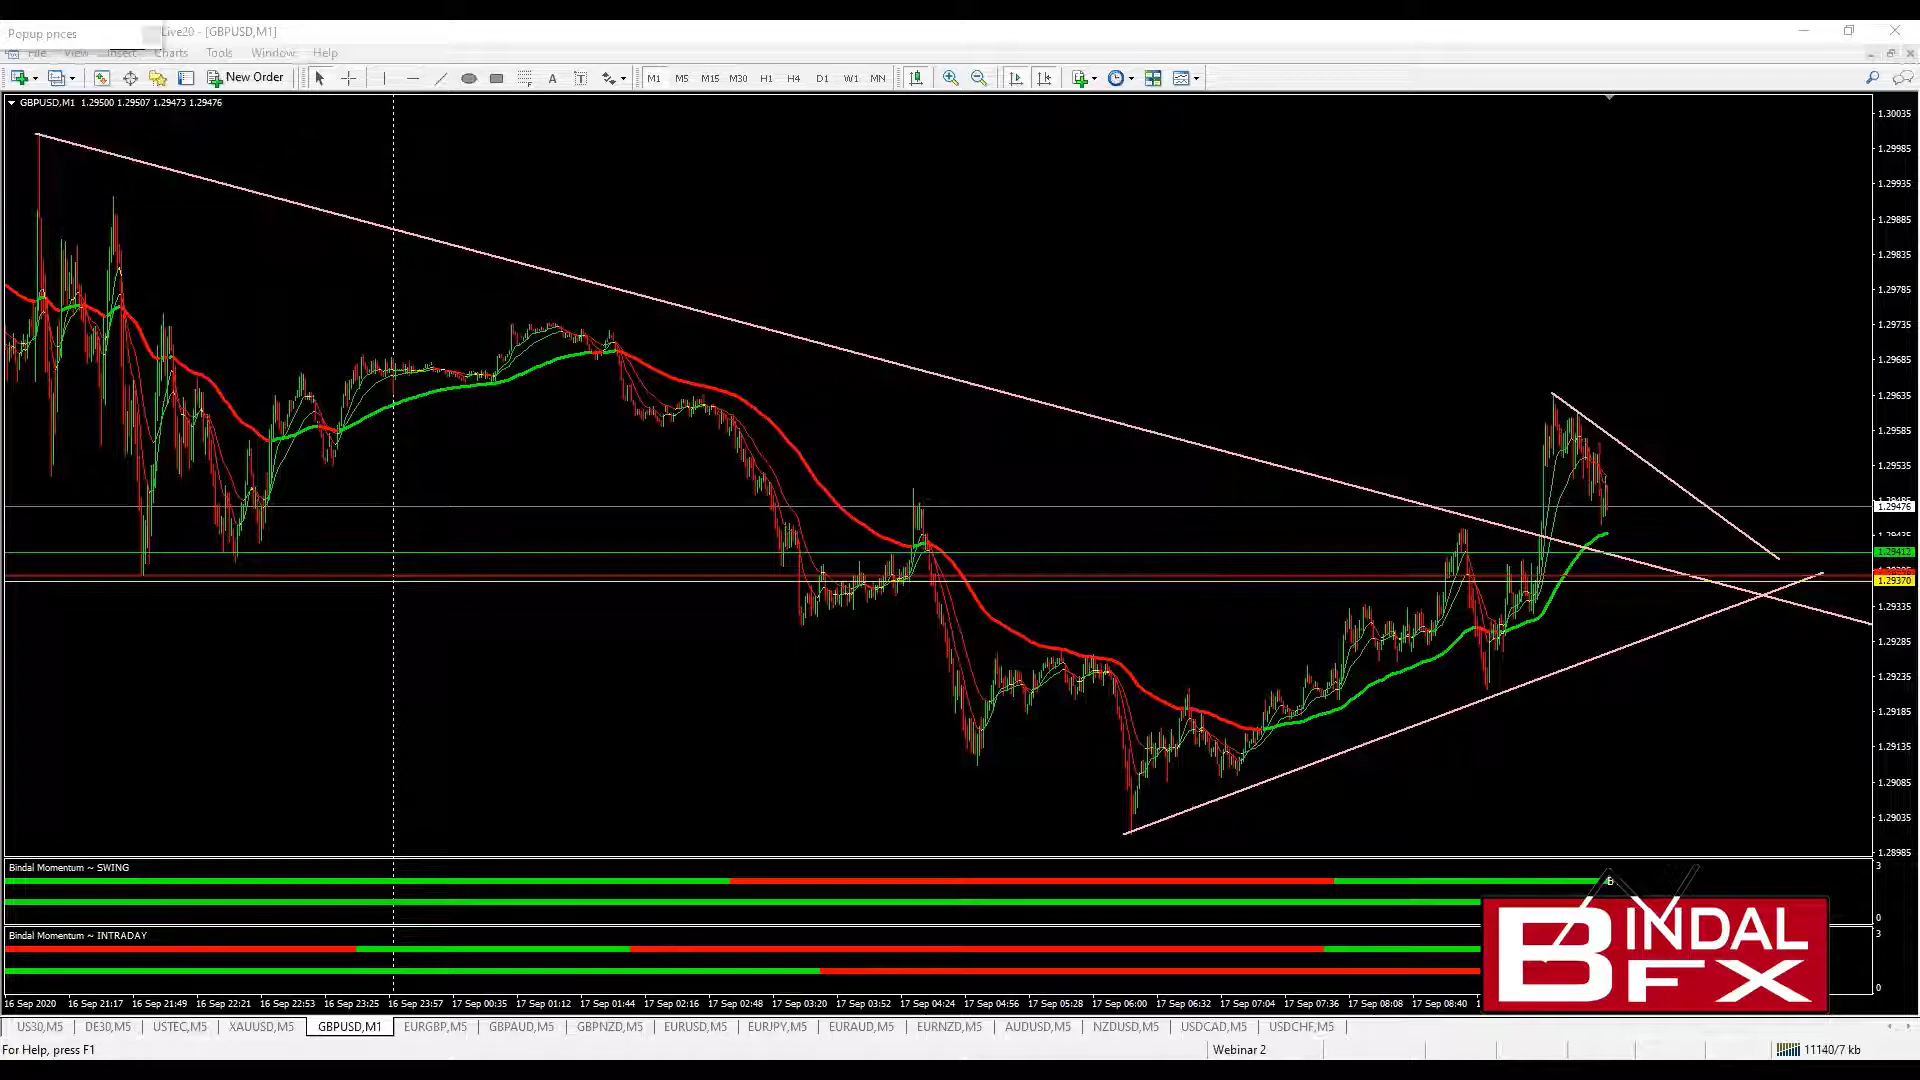 Popup prices
Live20 - [GBPUSD,M1]
File View Insert Charts Tools Window Help
New Order
A T M1 M5 M15 M30 H1 H4 D1 W1 MN
GBPUSD,M1 1.29500 1.29507 1.29473 1.29476
1.30035
1.29985
1.29935
1.29885
1.29835
1.29785
1.29735
1.29685
1.29635
1.29585
1.29535
1.29485
1.29476
1.29435
1.29412
1.29370
1.29335
1.29285
1.29235
1.29185
1.29135
1.29085
1.29035
1.28985
Bindal Momentum ~ SWING
3
0
B
Bindal Momentum ~ INTRADAY
3
0
BINDAL
FX
16 Sep 2020 16 Sep 21:17 16 Sep 21:49 16 Sep 22:21 16 Sep 22:53 16 Sep 23:25 16 Sep 23:57 17 Sep 00:35 17 Sep 01:12 17 Sep 01:44 17 Sep 02:16 17 Sep 02:48 17 Sep 03:20 17 Sep 03:52 17 Sep 04:24 17 Sep 04:56 17 Sep 05:28 17 Sep 06:00 17 Sep 06:32 17 Sep 07:04 17 Sep 07:36 17 Sep 08:08 17 Sep 08:40
US30,M5 DE30,M5 USTEC,M5 XAUUSD,M5 GBPUSD,M1 EURGBP,M5 GBPAUD,M5 GBPNZD,M5 EURUSD,M5 EURJPY,M5 EURAUD,M5 EURNZD,M5 AUDUSD,M5 NZDUSD,M5 USDCAD,M5 USDCHF,M5
For Help, press F1
Webinar 2
11140/7 kb